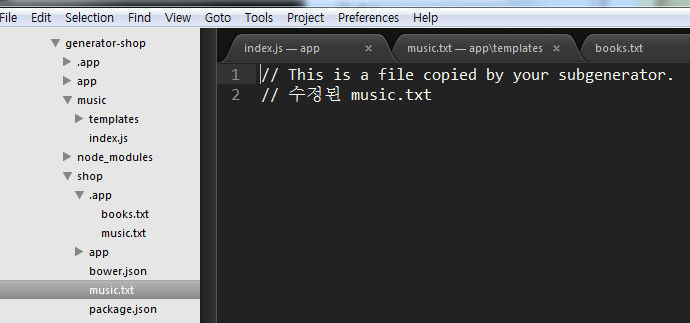 File Edit Selection Find View Goto Tools Project Preferences Help
generator-shop
.app
app
music
templates
index.js
node_modules
shop
.app
books.txt
music.txt
app
bower.json
music.txt
package.json
index.js — app × music.txt — app\templates × books.txt
1 // This is a file copied by your subgenerator.
2 // 수정된 music.txt